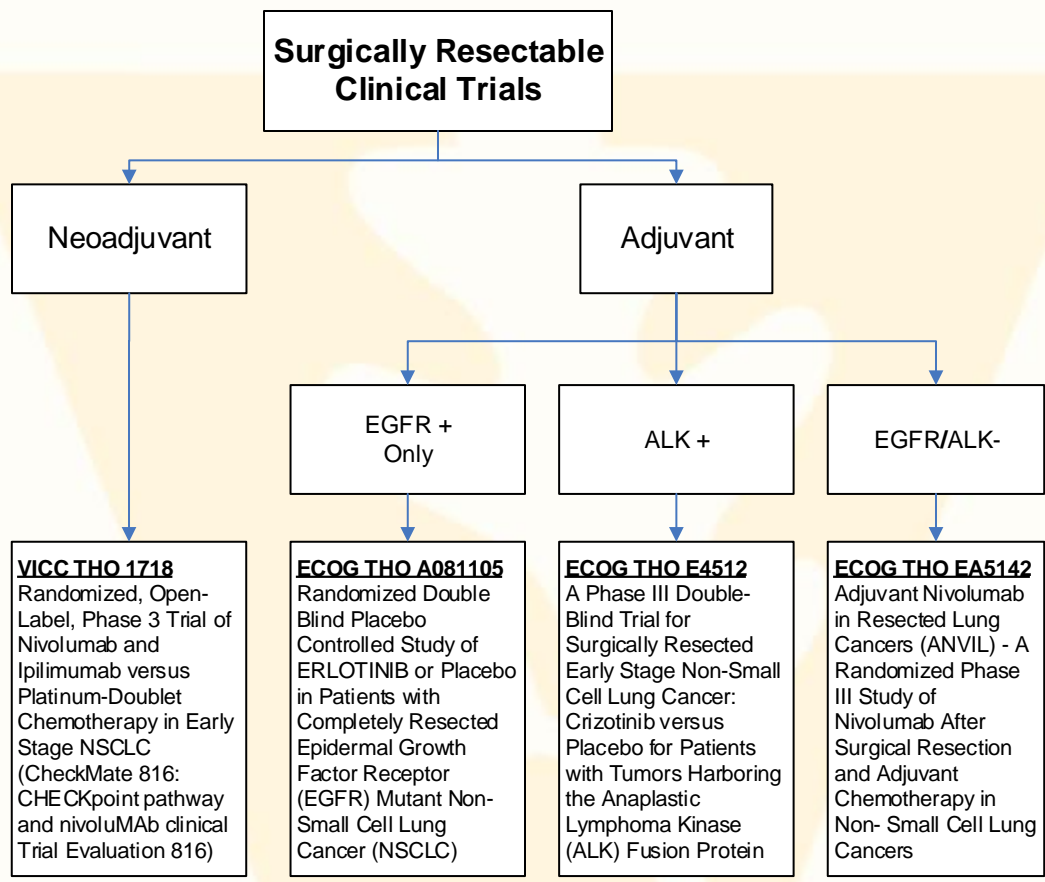 Surgically Resectable
Clinical Trials
Neoadjuvant
Adjuvant
EGFR +
Only
ALK +
EGFR/ALK-
VICC THO 1718
Randomized, Open-
Label, Phase 3 Trial of
Nivolumab and
Ipilimumab versus
Platinum-Doublet
Chemotherapy in Early
Stage NSCLC
(CheckMate 816:
CHECKpoint pathway
and nivoluMAb clinical
Trial Evaluation 816)
ECOG THO A081105
Randomized Double
Blind Placebo
Controlled Study of
ERLOTINIB or Placebo
in Patients with
Completely Resected
Epidermal Growth
Factor Receptor
(EGFR) Mutant Non-
Small Cell Lung
Cancer (NSCLC)
ECOG THO E4512
A Phase III Double-
Blind Trial for
Surgically Resected
Early Stage Non-Small
Cell Lung Cancer:
Crizotinib versus
Placebo for Patients
with Tumors Harboring
the Anaplastic
Lymphoma Kinase
(ALK) Fusion Protein
ECOG THO EA5142
Adjuvant Nivolumab
in Resected Lung
Cancers (ANVIL) - A
Randomized Phase
III Study of
Nivolumab After
Surgical Resection
and Adjuvant
Chemotherapy in
Non- Small Cell Lung
Cancers